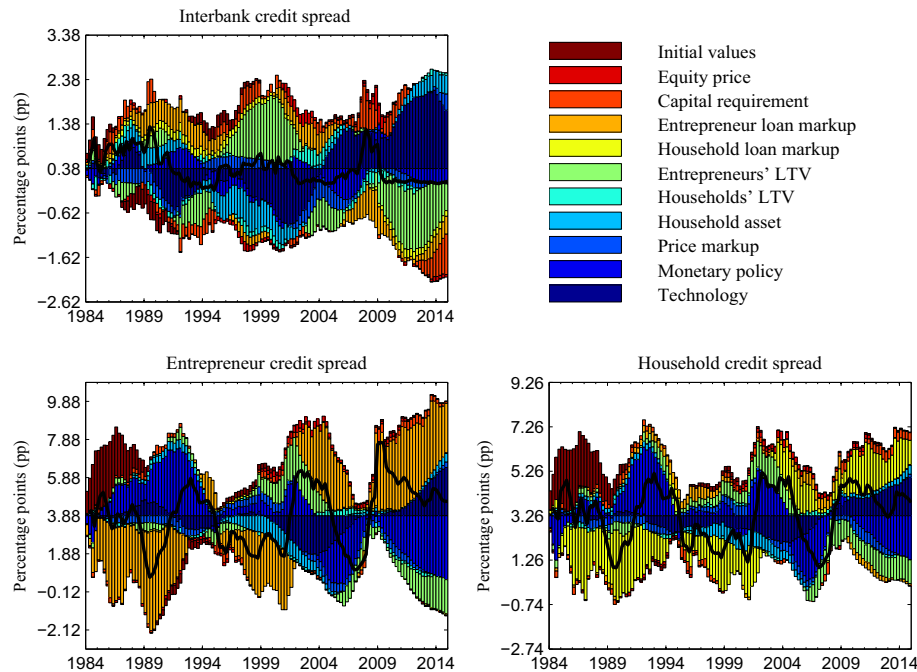 Interbank credit spread
3.38
2.38
1.38
0.38
−0.62
−1.62
−2.62
Percentage points (pp)
1984 1989 1994 1999 2004 2009 2014
Initial values
Equity price
Capital requirement
Entrepreneur loan markup
Household loan markup
Entrepreneurs' LTV
Households' LTV
Household asset
Price markup
Monetary policy
Technology
Entrepreneur credit spread
9.88
7.88
5.88
3.88
1.88
−0.12
−2.12
Percentage points (pp)
1984 1989 1994 1999 2004 2009 2014
Household credit spread
9.26
7.26
5.26
3.26
1.26
−0.74
−2.74
Percentage points (pp)
1984 1989 1994 1999 2004 2009 2014